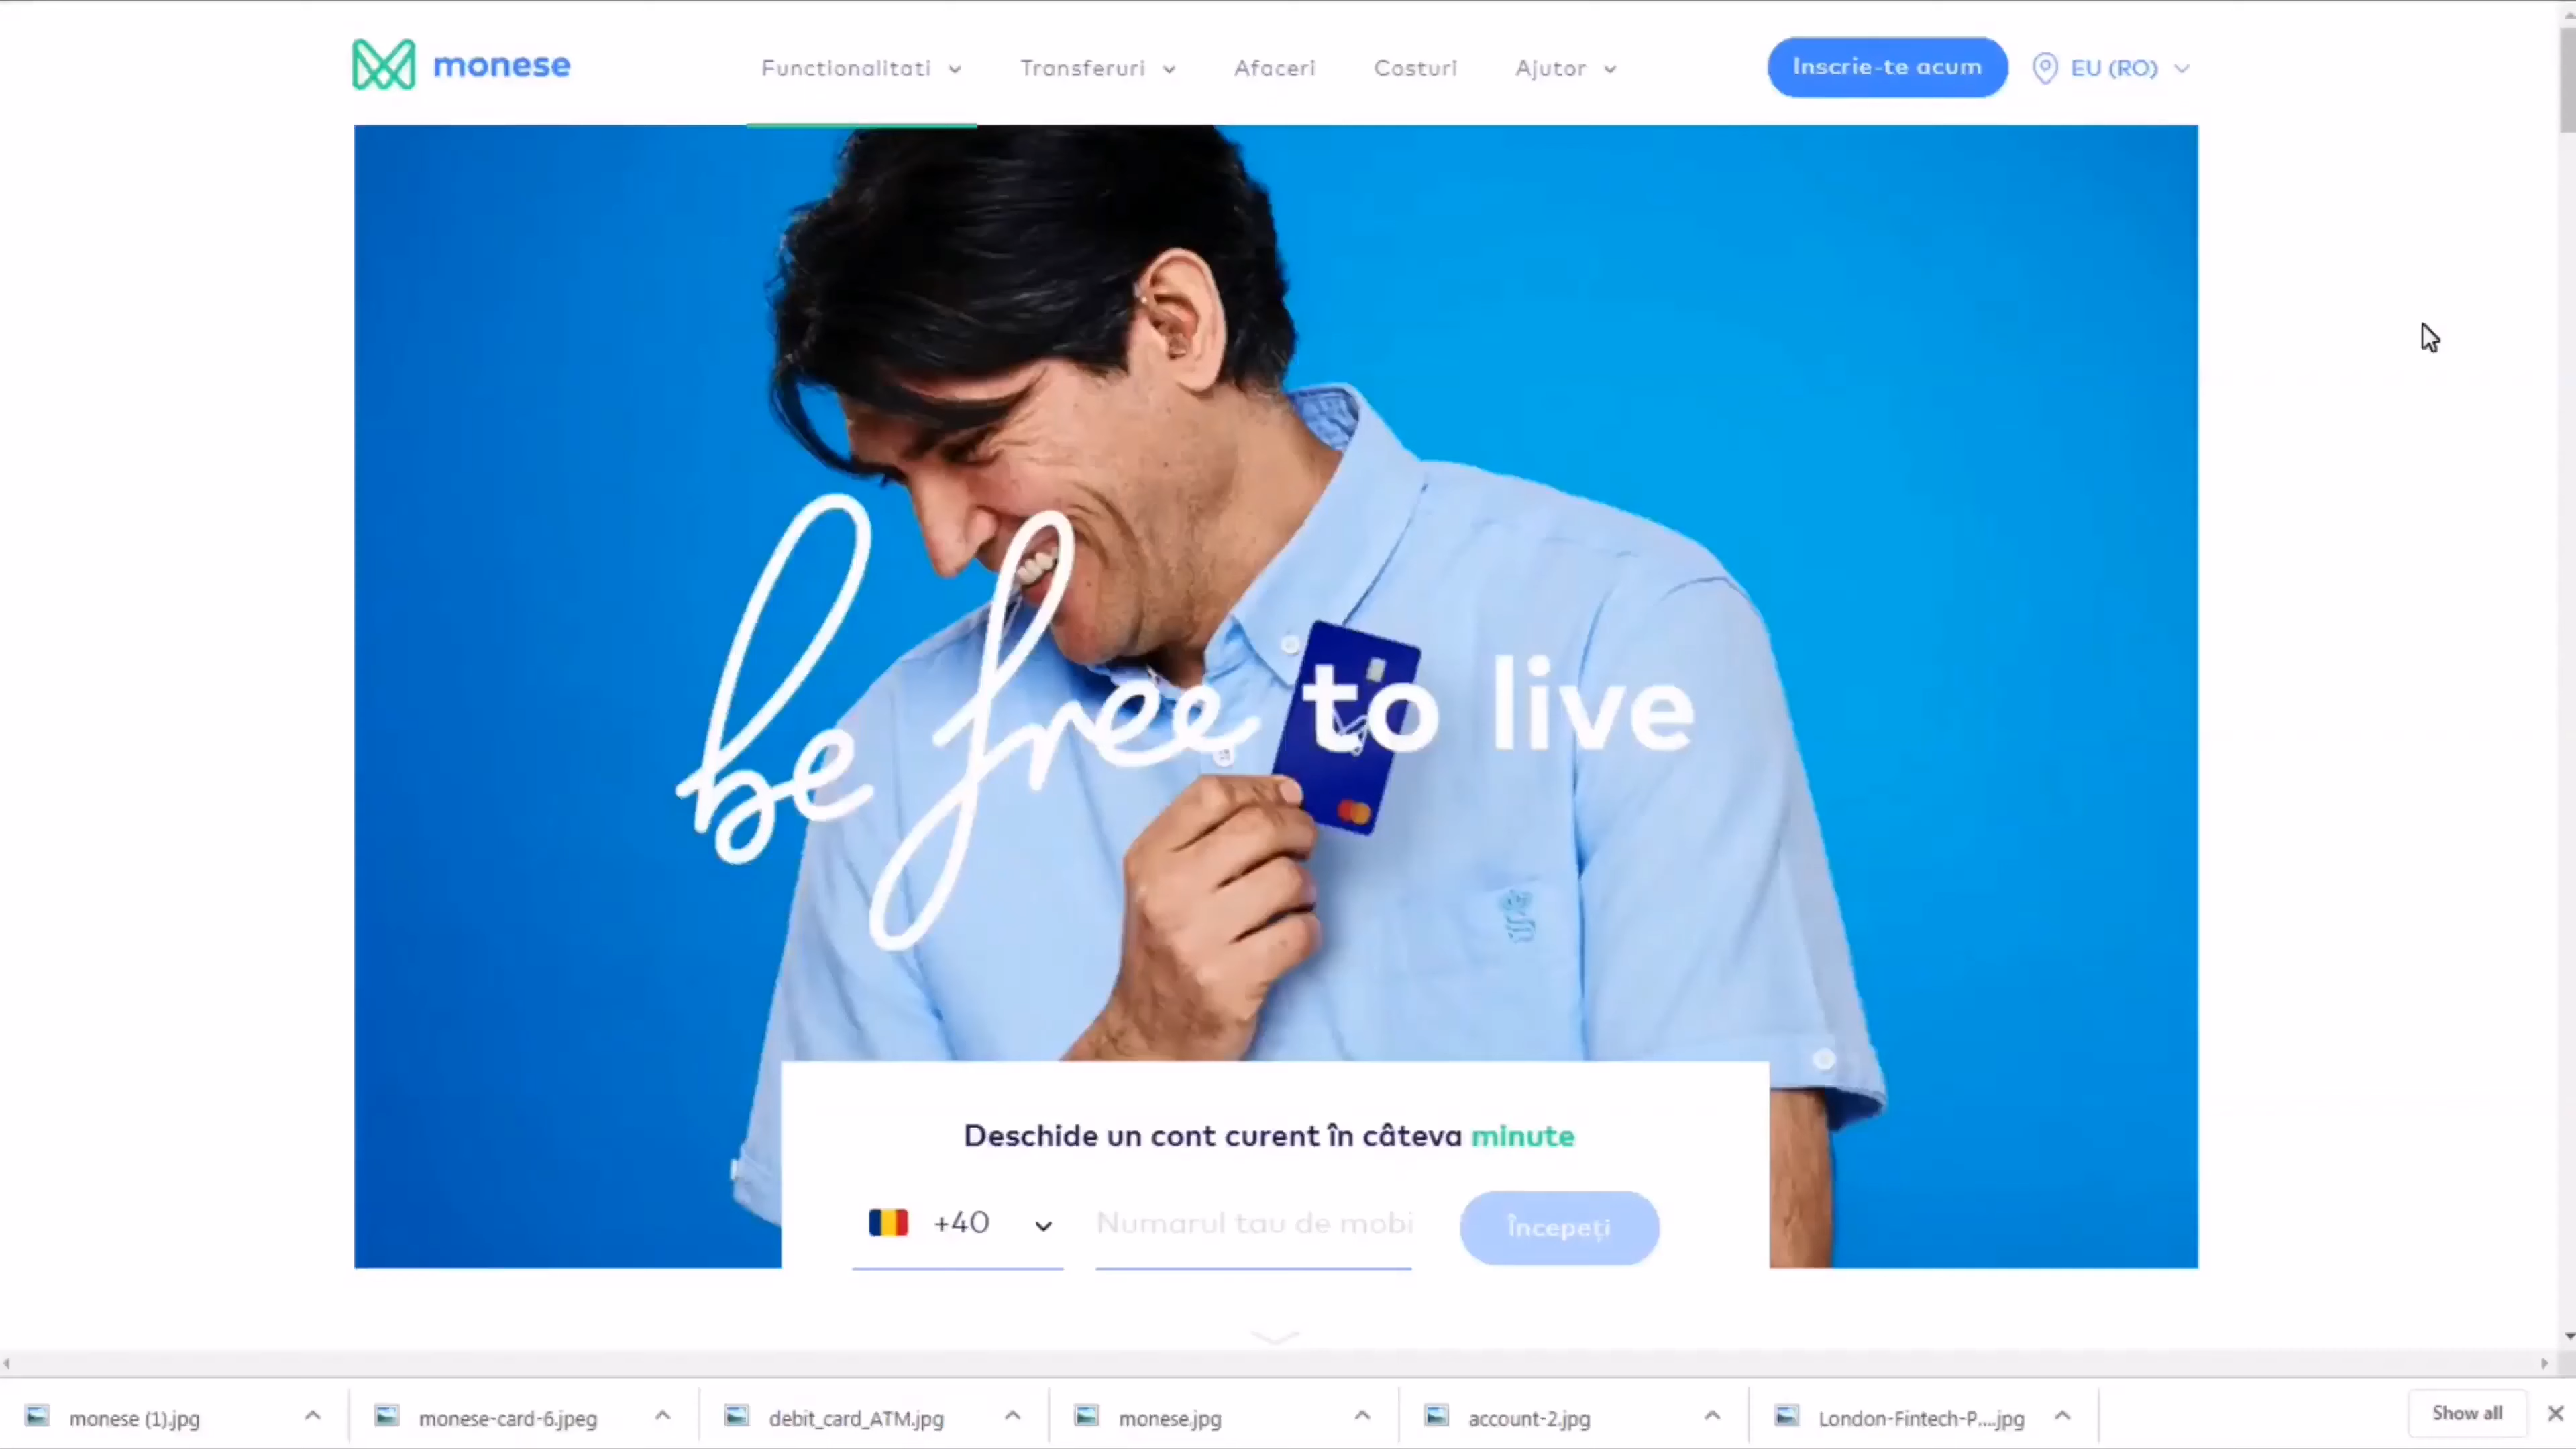 monese
Functionalitati
Transferuri
Afaceri
Costuri
Ajutor
Inscrie-te acum
EU (RO)
be free to live
Deschide un cont curent în câteva minute
+40
Numarul tau de mobi
Începeți
monese (1).jpg
monese-card-6.jpeg
debit_card_ATM.jpg
monese.jpg
account-2.jpg
London-Fintech-P....jpg
Show all